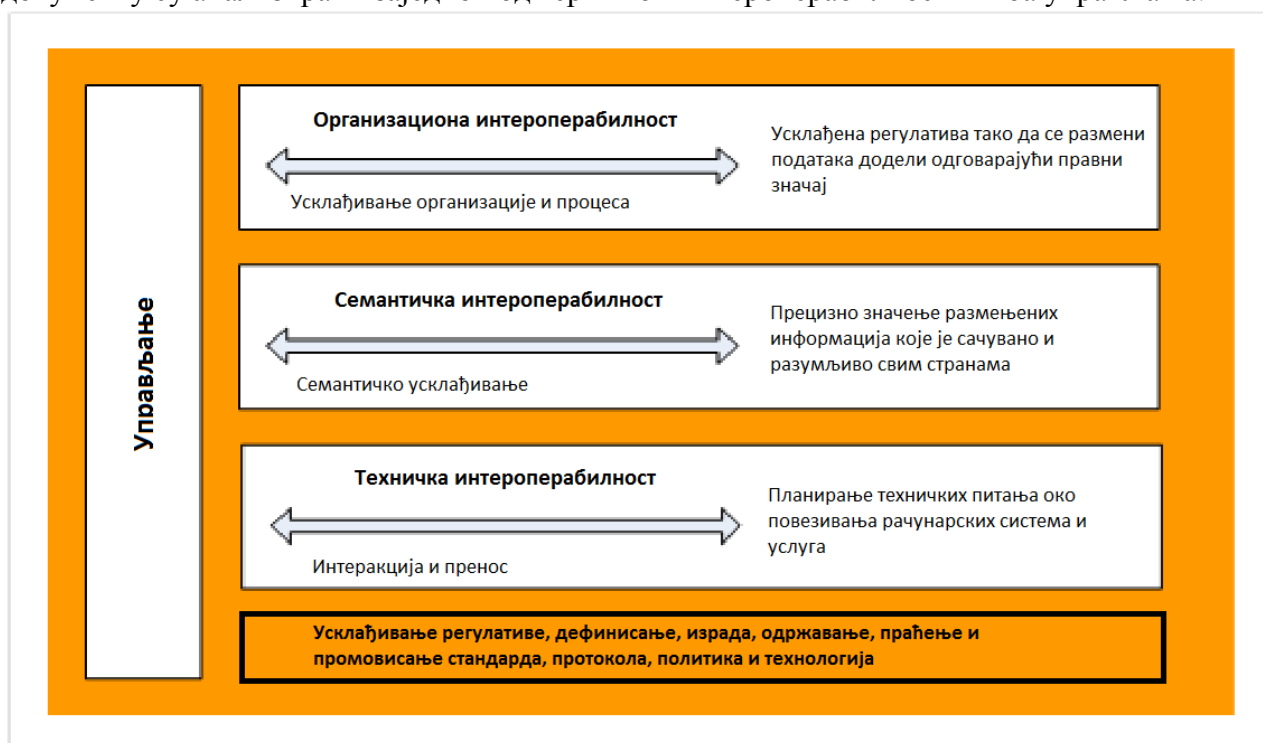 Управљање
Организациона интероперабилност
Усклађивање организације и процеса
Усклађена регулатива тако да се размени
података додели одговарајући правни
значај
Семантичка интероперабилност
Семантичко усклађивање
Прецизно значење размењених
информација које је сачувано и
разумљиво свим странама
Техничка интероперабилност
Интеракција и пренос
Планирање техничких питања око
повезивања рачунарских система и
услуга
Усклађивање регулативе, дефинисање, израда, одржавање, праћење и
промовисање стандарда, протокола, политика и технологија